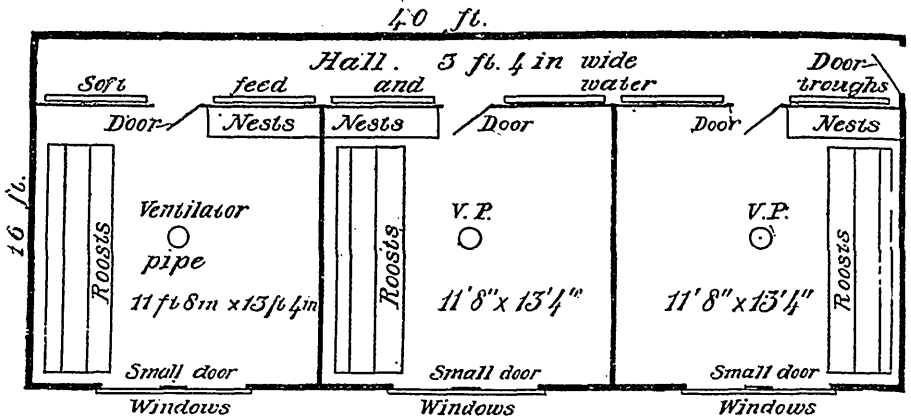 40 ft.
Hall. 3 ft. 4 in wide
Door
Soft feed and water troughs
Door Nests Nests Door Door Nests
16 ft.
Roosts
Ventilator
pipe
11 ft 8 in x 13 ft 4 in
Roosts
V. P.
11' 8" x 13' 4"
V. P.
11' 8" x 13' 4"
Roosts
Small door Small door Small door
Windows Windows Windows